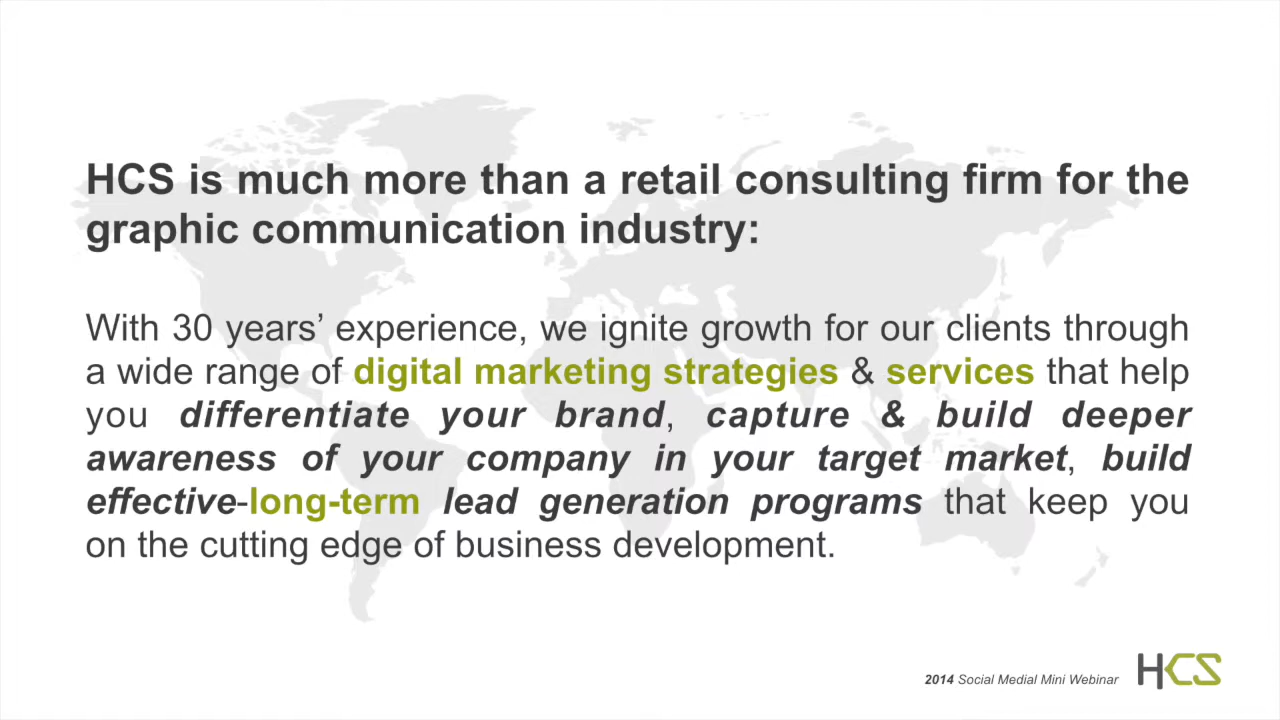 HCS is much more than a retail consulting firm for the
graphic communication industry:
With 30 years’ experience, we ignite growth for our clients through
a wide range of digital marketing strategies & services that help
you differentiate your brand, capture & build deeper
awareness of your company in your target market, build
effective-long-term lead generation programs that keep you
on the cutting edge of business development.
2014 Social Medial Mini Webinar
HCS